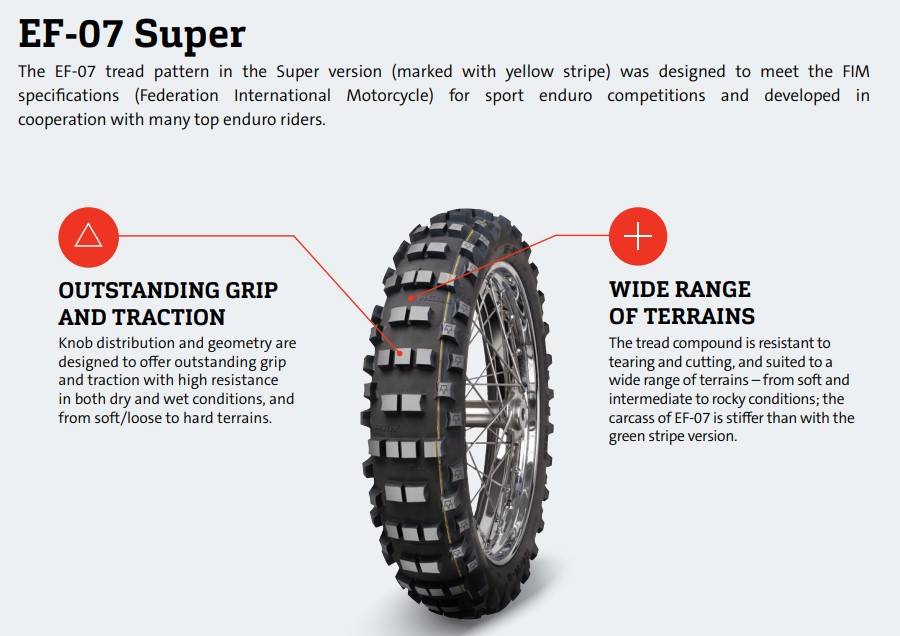 EF-07 Super
The EF-07 tread pattern in the Super version (marked with yellow stripe) was designed to meet the FIM
specifications (Federation International Motorcycle) for sport enduro competitions and developed in
cooperation with many top enduro riders.
OUTSTANDING GRIP
AND TRACTION
Knob distribution and geometry are
designed to offer outstanding grip
and traction with high resistance
in both dry and wet conditions, and
from soft/loose to hard terrains.
WIDE RANGE
OF TERRAINS
The tread compound is resistant to
tearing and cutting, and suited to a
wide range of terrains – from soft and
intermediate to rocky conditions; the
carcass of EF-07 is stiffer than with the
green stripe version.